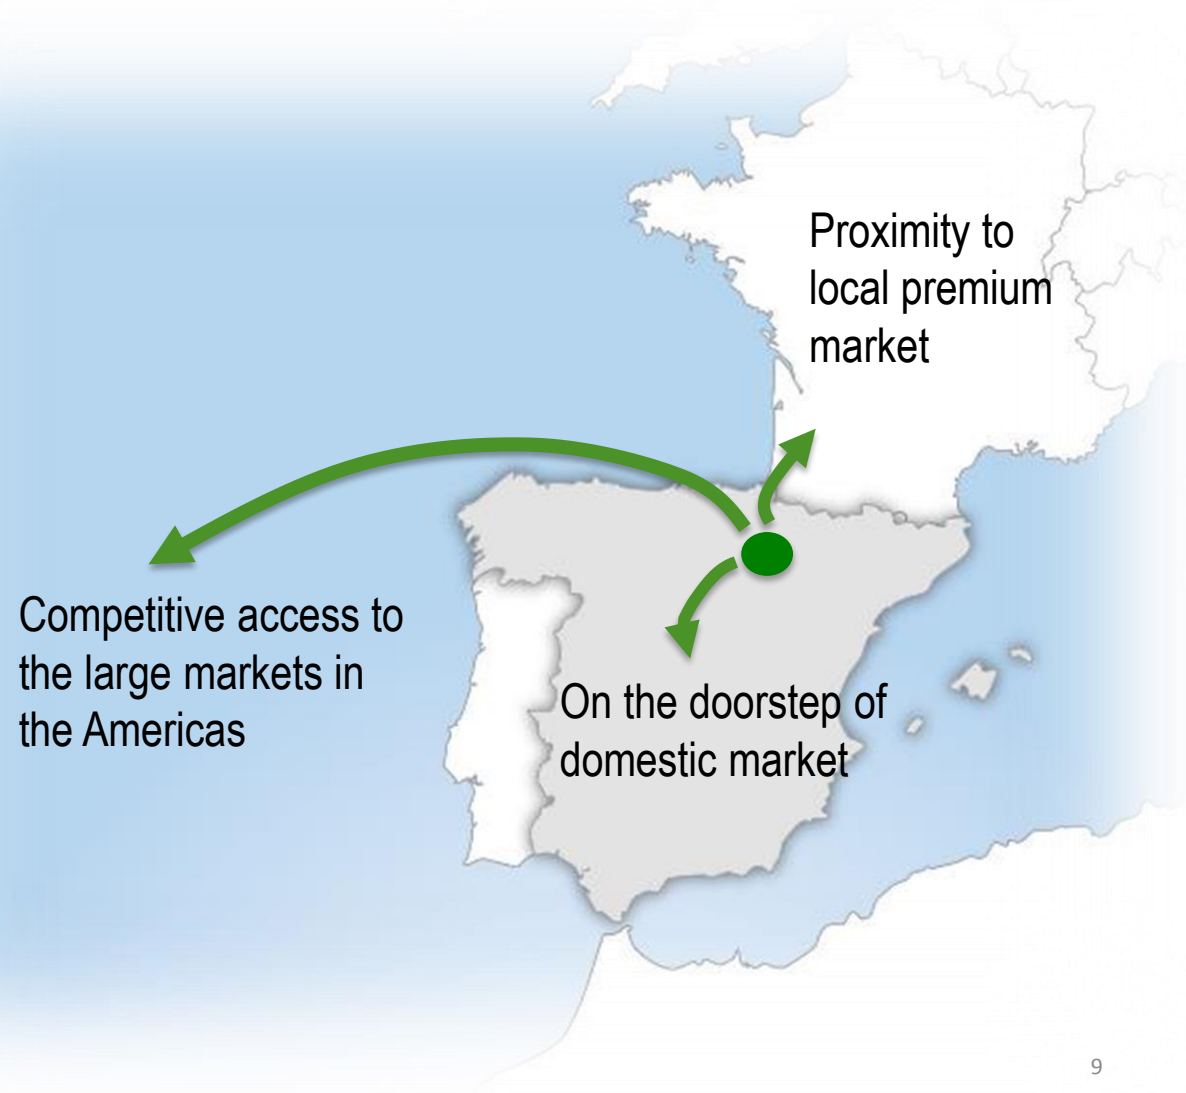 Proximity to
local premium
market
Competitive access to
the large markets in
the Americas
On the doorstep of
domestic market
9